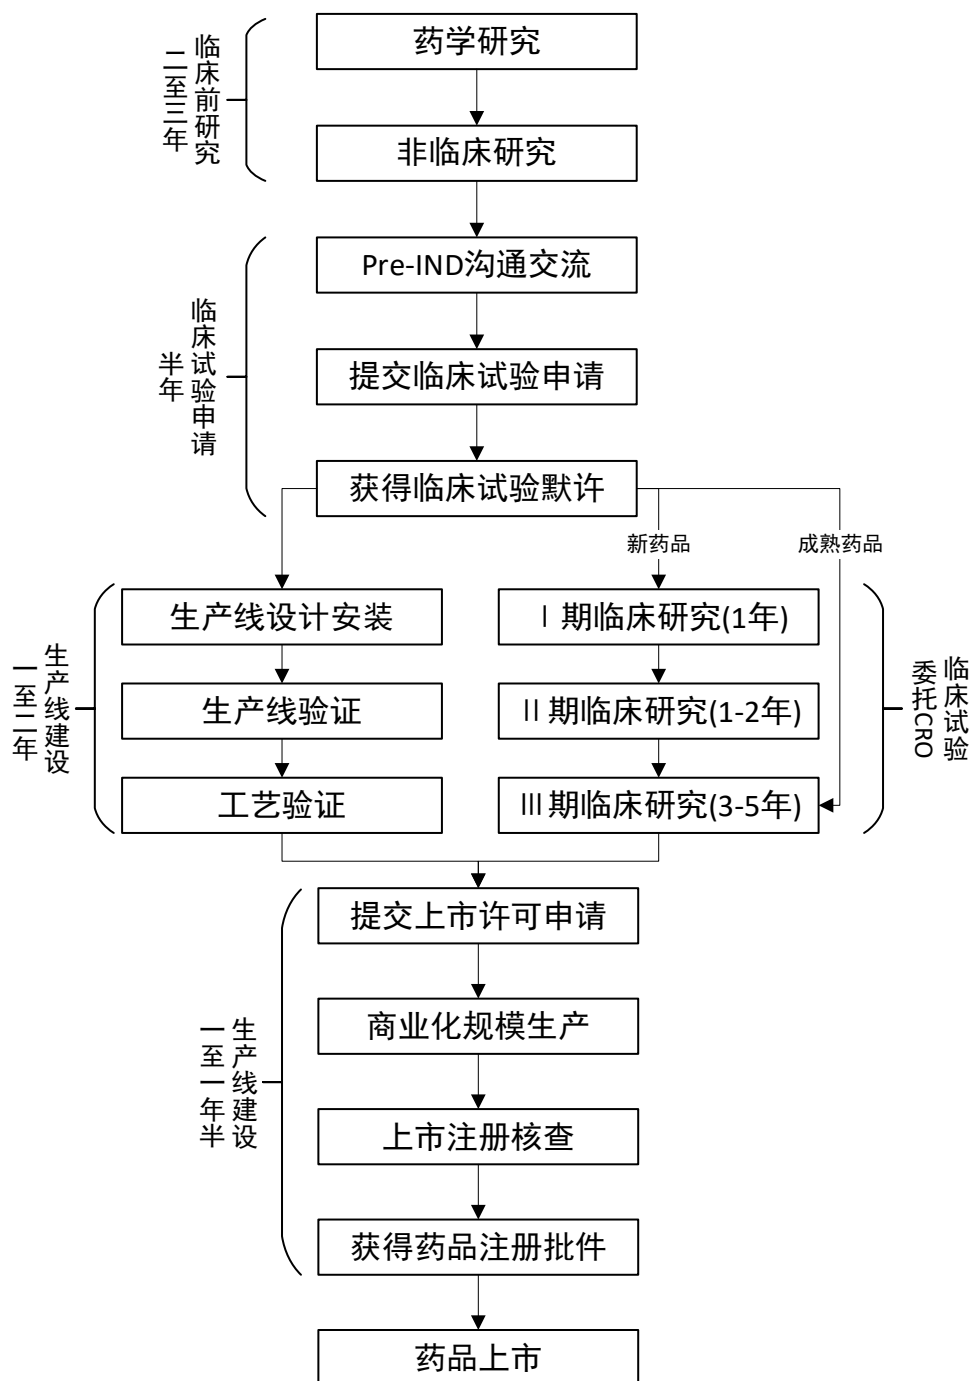 药学研究
临床前研究
二至三年
非临床研究
Pre-IND沟通交流
临床试验申请
半年
提交临床试验申请
获得临床试验默许
新药品
成熟药品
生产线设计安装
Ⅰ期临床研究(1年)
生产线建设
一至二年
生产线验证
Ⅱ期临床研究(1-2年)
临床试验
委托CRO
工艺验证
Ⅲ期临床研究(3-5年)
提交上市许可申请
商业化规模生产
生产线建设
一至一年半
上市注册核查
获得药品注册批件
药品上市